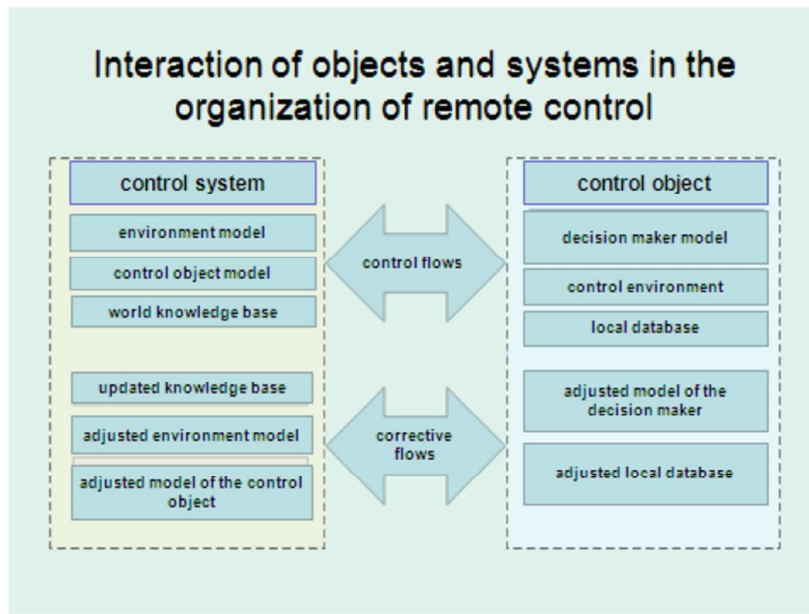 Interaction of objects and systems in the
organization of remote control
control system
environment model
control object model
world knowledge base
updated knowledge base
adjusted environment model
adjusted model of the control
object
control flows
corrective
flows
control object
decision maker model
control environment
local database
adjusted model of the
decision maker
adjusted local database